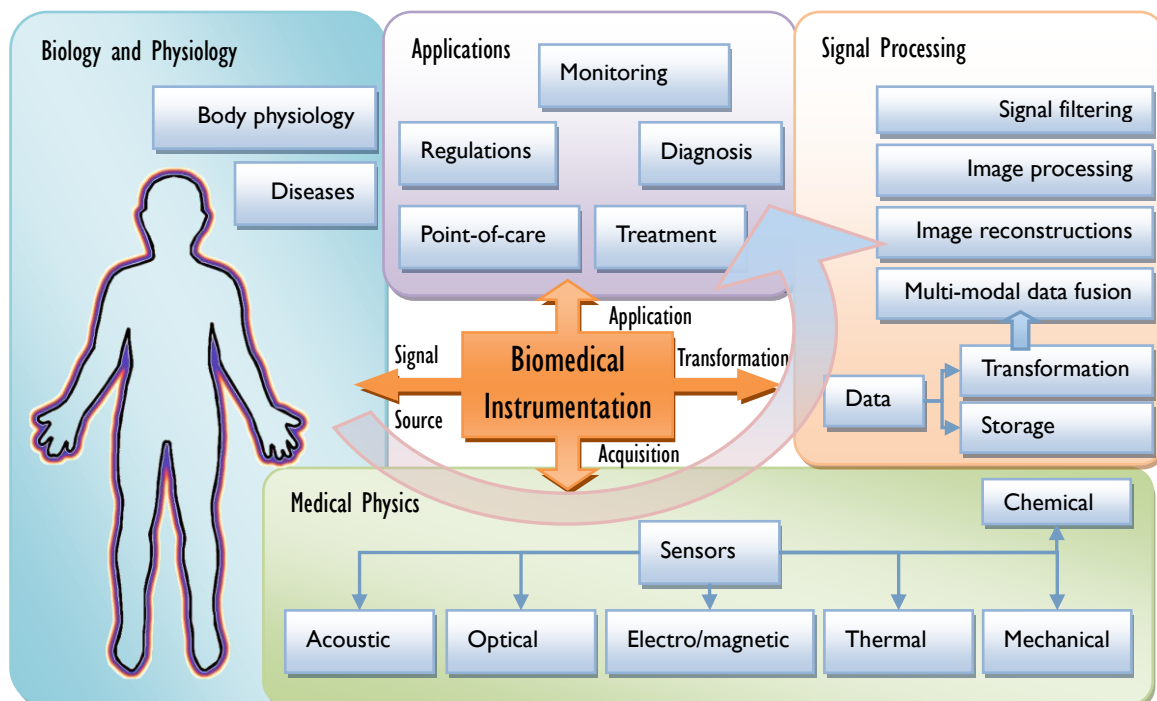 Biology and Physiology
Body physiology
Diseases
Applications
Monitoring
Regulations
Diagnosis
Point-of-care
Treatment
Signal Processing
Signal filtering
Image processing
Image reconstructions
Multi-modal data fusion
Transformation
Data
Storage
Application
Signal
Source
Biomedical
Instrumentation
Transformation
Acquisition
Medical Physics
Chemical
Sensors
Acoustic
Optical
Electro/magnetic
Thermal
Mechanical